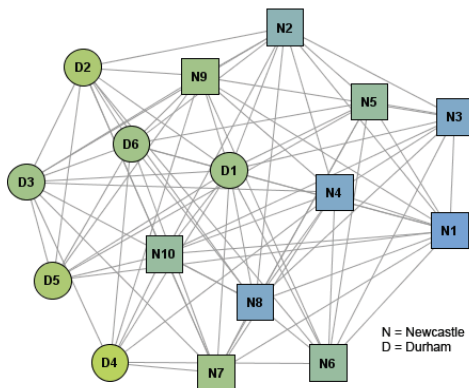 N2
D2
N9
N5
N3
D6
D1
D3
N4
N1
N10
D5
N8
N = Newcastle
D = Durham
D4
N7
N6